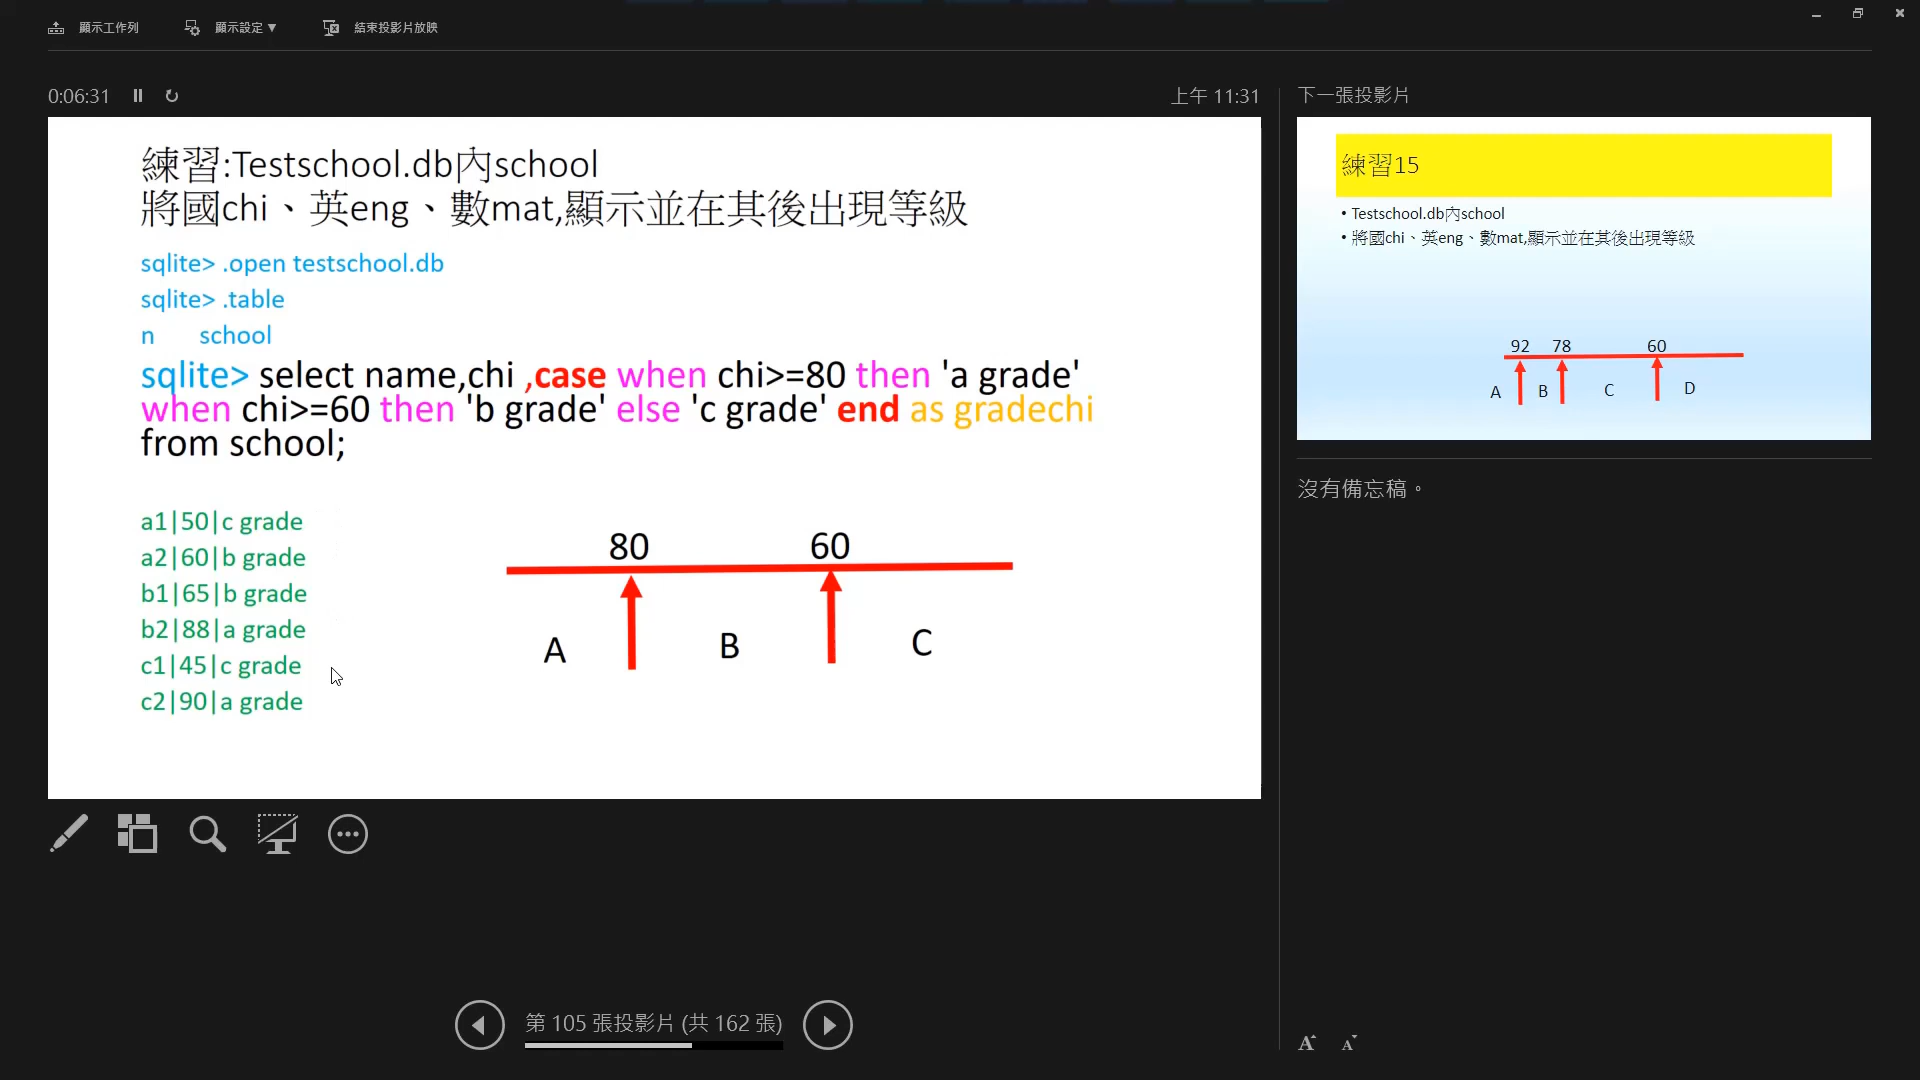 顯示工作列
顯示設定 ▼
結束投影片放映
0:06:31
上午 11:31
練習:Testschool.db內school
將國chi、英eng、數mat,顯示並在其後出現等級
sqlite> .open testschool.db
sqlite> .table
n school
sqlite> select name,chi ,case when chi>=80 then 'a grade'
when chi>=60 then 'b grade' else 'c grade' end as gradechi
from school;
a1|50|c grade
a2|60|b grade
b1|65|b grade
b2|88|a grade
c1|45|c grade
c2|90|a grade
80 60
A B C
第 105 張投影片 (共 162 張)
下一張投影片
練習15
• Testschool.db內school
• 將國chi、英eng、數mat,顯示並在其後出現等級
92 78 60
A B C D
沒有備忘稿。
A A